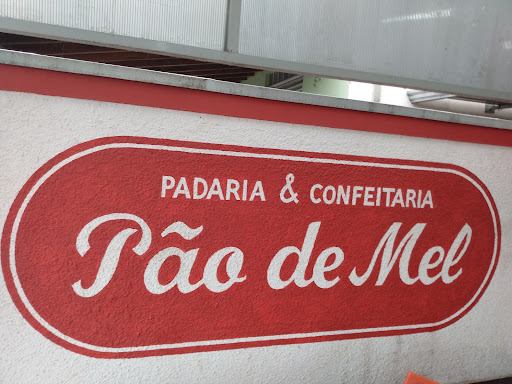 PADARIA & CONFEITARIA
Pão de Mel